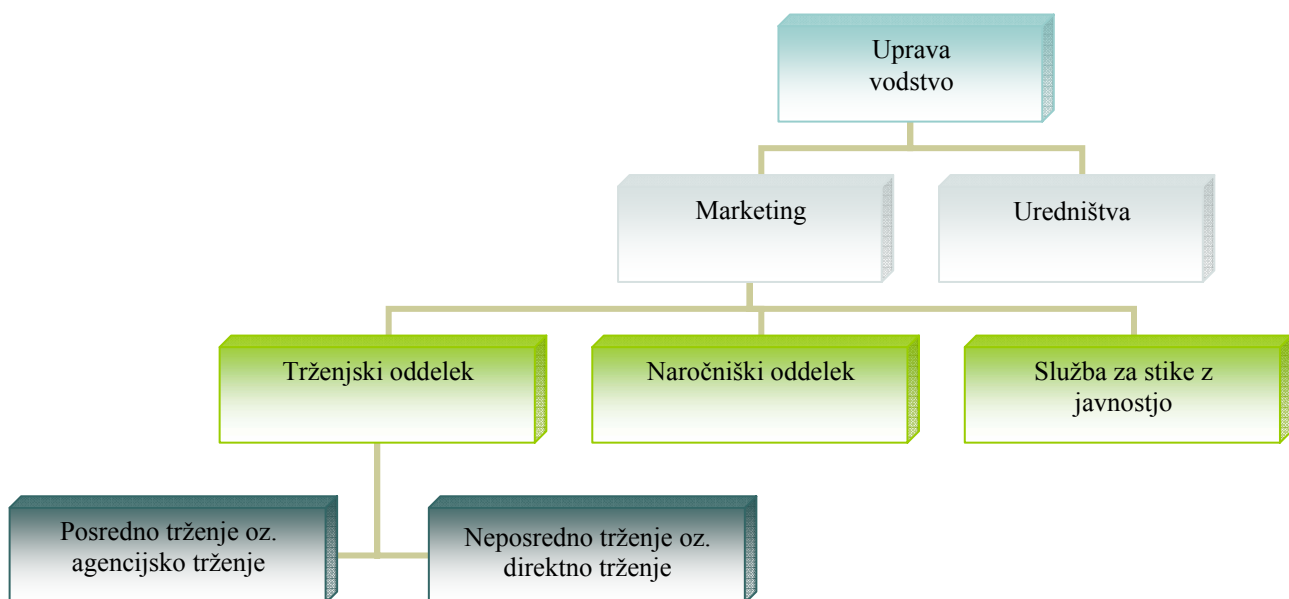 Uprava
vodstvo
Marketing
Uredništva
Trženjski oddelek
Naročniški oddelek
Služba za stike z
javnostjo
Posredno trženje oz.
agencijsko trženje
Neposredno trženje oz.
direktno trženje